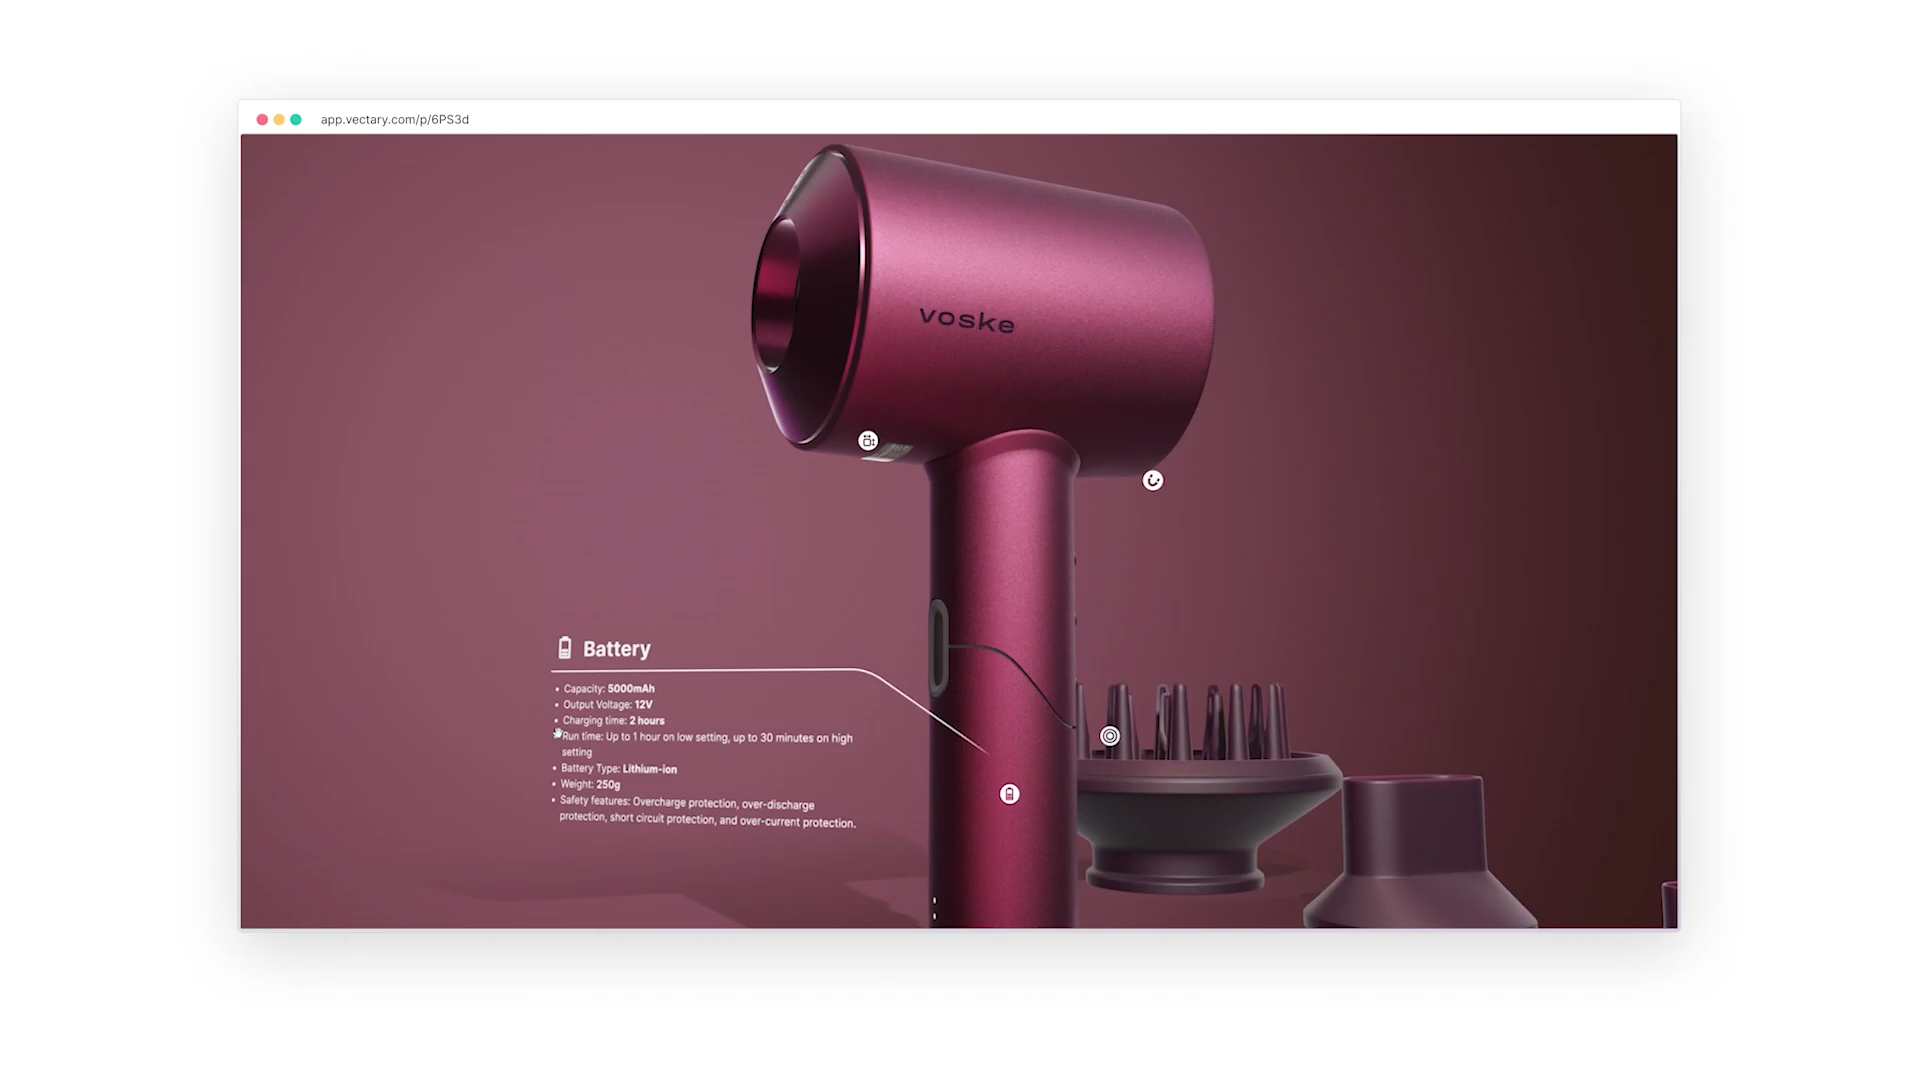 app.vectary.com/p/6PS3d
voske
Battery
• Capacity: 5000mAh
• Output Voltage: 12V
• Charging time: 2 hours
• Run time: Up to 1 hour on low setting, up to 30 minutes on high
setting
• Battery Type: Lithium-ion
• Weight: 250g
• Safety features: Overcharge protection, over-discharge
protection, short circuit protection, and over-current protection.